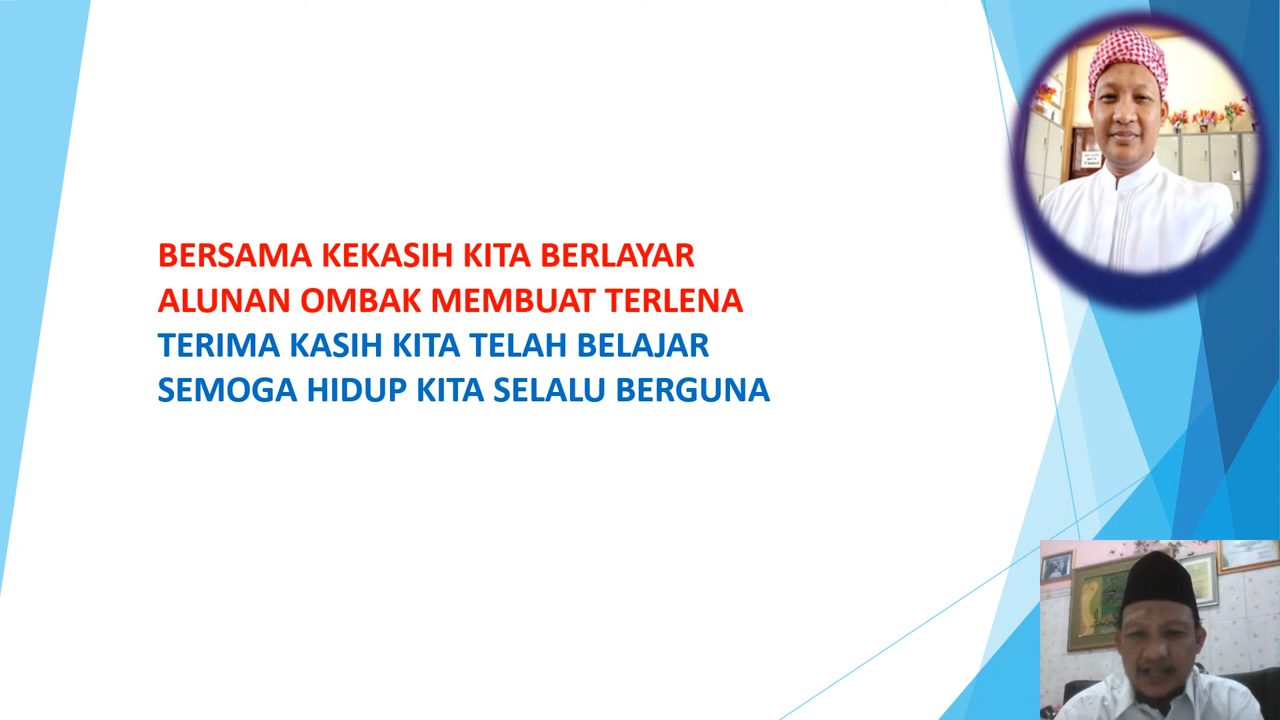 BERSAMA KEKASIH KITA BERLAYAR
ALUNAN OMBAK MEMBUAT TERLENA
TERIMA KASIH KITA TELAH BELAJAR
SEMOGA HIDUP KITA SELALU BERGUNA